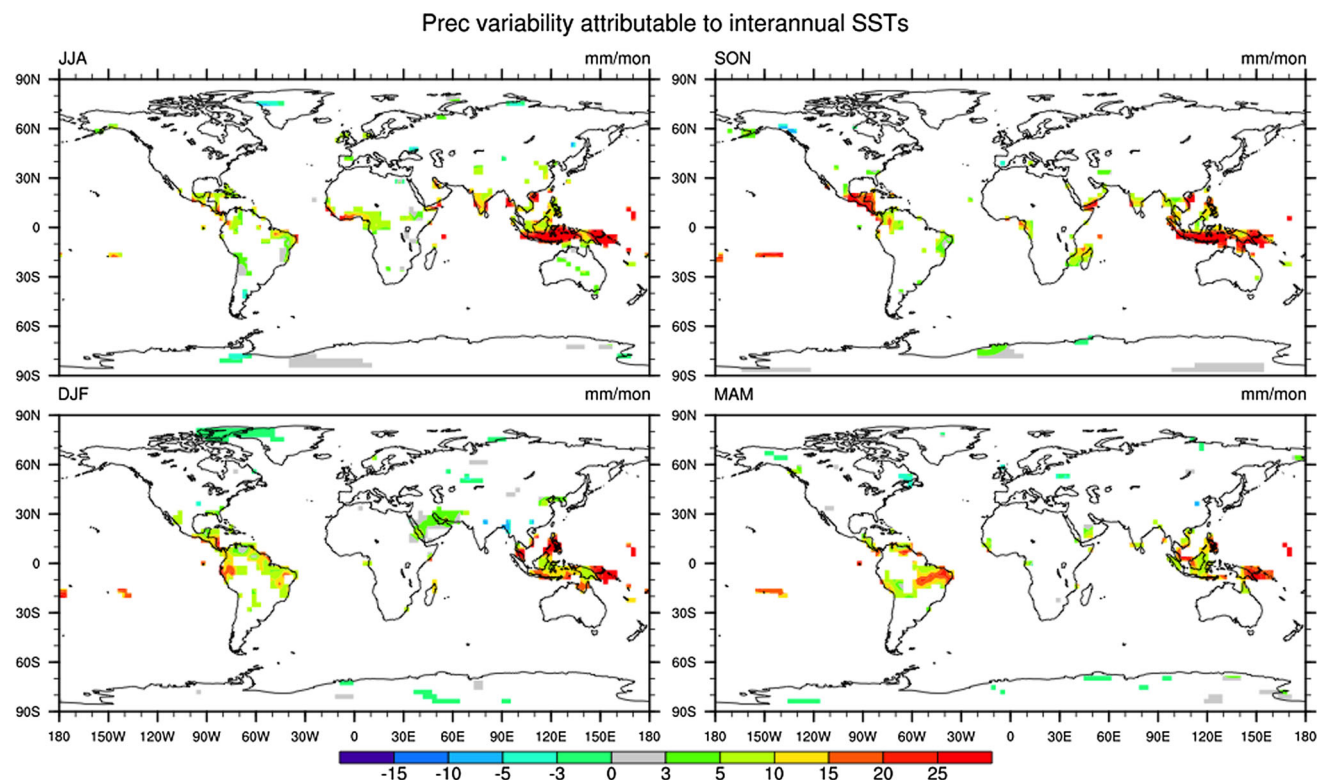 Prec variability attributable to interannual SSTs
JJA mm/mon SON mm/mon
90N 90N
60N 60N
30N 30N
0 0
30S 30S
60S 60S
90S 90S
DJF mm/mon MAM mm/mon
90N 90N
60N 60N
30N 30N
0 0
30S 30S
60S 60S
90S 90S
180 150W 120W 90W 60W 30W 0 30E 60E 90E 120E 150E 180 180 150W 120W 90W 60W 30W 0 30E 60E 90E 120E 150E 180
-15 -10 -5 -3 0 3 5 10 15 20 25